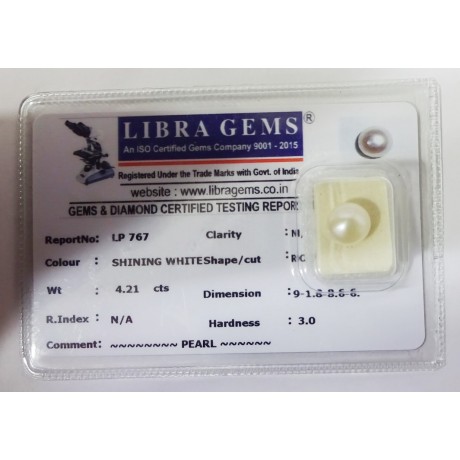 LIBRA GEMS ®
An ISO Certified Gems Company 9001 - 2015
Registered Under the Trade Marks with Govt. of India
website : www.libragems.co.in
GEMS & DIAMOND CERTIFIED TESTING REPORT
ReportNo: LP 767 Clarity :
Colour : SHINING WHITE Shape/cut :
Wt : 4.21 cts Dimension :
R.Index : N/A Hardness : 3.0
Comment: ~~~~~~~~ PEARL ~~~~~~